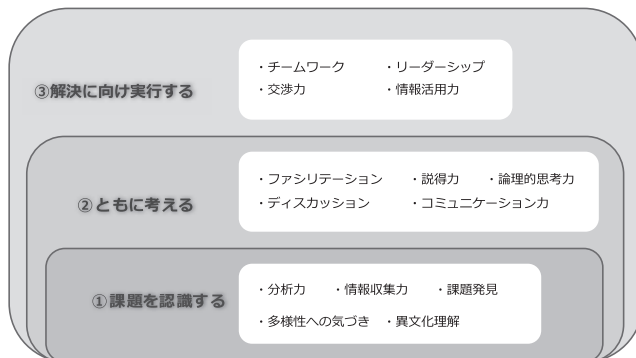 ③解決に向け実行する
・チームワーク ・リーダーシップ
・交渉力 ・情報活用力
②ともに考える
・ファシリテーション ・説得力 ・論理的思考力
・ディスカッション ・コミュニケーション力
①課題を認識する
・分析力 ・情報収集力 ・課題発見
・多様性への気づき ・異文化理解